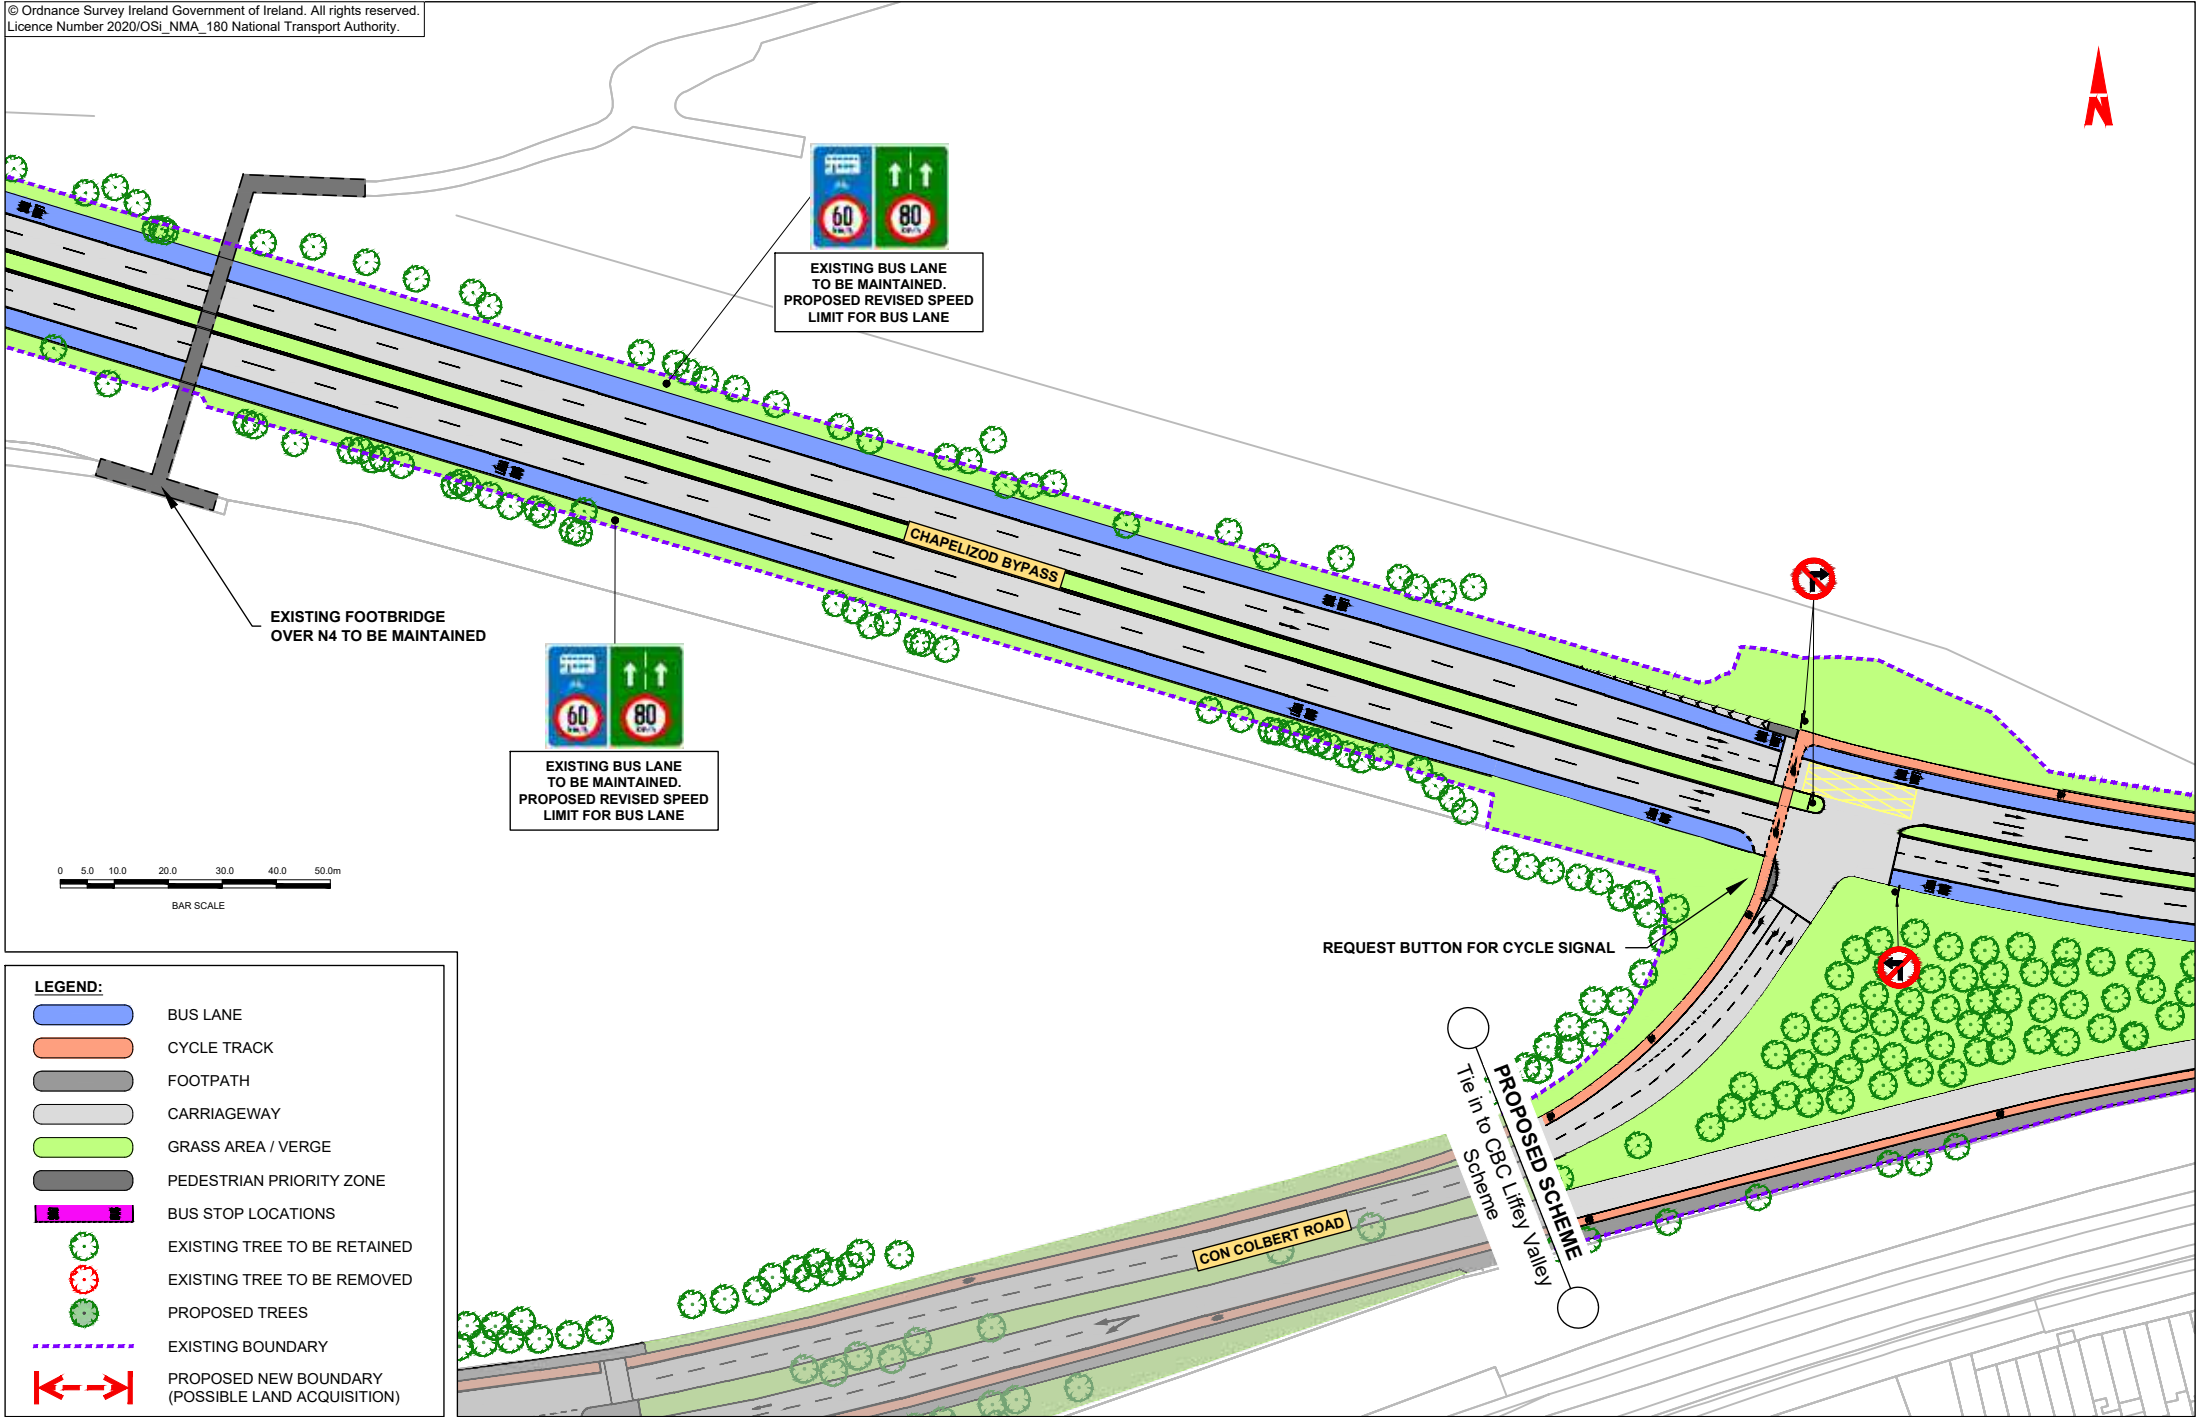 © Ordnance Survey Ireland Government of Ireland. All rights reserved.
Licence Number 2020/OSi_NMA_180 National Transport Authority.
N
60
80
EXISTING BUS LANE
TO BE MAINTAINED.
PROPOSED REVISED SPEED
LIMIT FOR BUS LANE
CHAPELIZOD BYPASS
EXISTING FOOTBRIDGE
OVER N4 TO BE MAINTAINED
60
80
EXISTING BUS LANE
TO BE MAINTAINED.
PROPOSED REVISED SPEED
LIMIT FOR BUS LANE
0 5.0 10.0 20.0 30.0 40.0 50.0m
BAR SCALE
REQUEST BUTTON FOR CYCLE SIGNAL
PROPOSED SCHEME
Tie in to CBC Liffey Valley
Scheme
CON COLBERT ROAD
LEGEND:
BUS LANE
CYCLE TRACK
FOOTPATH
CARRIAGEWAY
GRASS AREA / VERGE
PEDESTRIAN PRIORITY ZONE
BUS STOP LOCATIONS
EXISTING TREE TO BE RETAINED
EXISTING TREE TO BE REMOVED
PROPOSED TREES
EXISTING BOUNDARY
PROPOSED NEW BOUNDARY
(POSSIBLE LAND ACQUISITION)